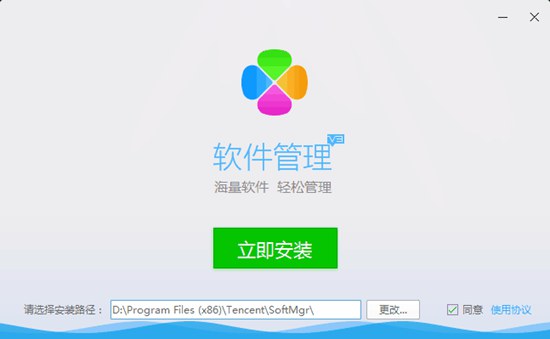 软件管理 V3
海量软件 轻松管理
立即安装
请选择安装路径： D:\Program Files (x86)\Tencent\SoftMgr\ 更改... 同意 使用协议